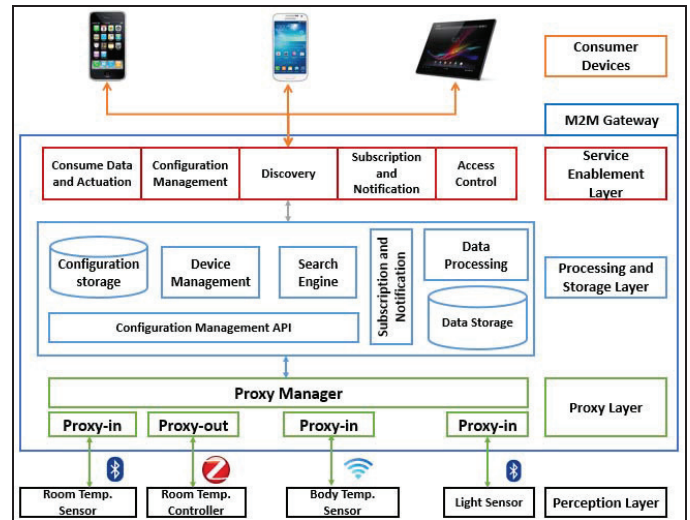 Consumer
Devices
M2M Gateway
Consume Data
and Actuation
Configuration
Management
Discovery
Subscription
and
Notification
Access
Control
Service
Enablement
Layer
Configuration
storage
Device
Management
Search
Engine
Subscription and
Notification
Data
Processing
Data Storage
Configuration Management API
Processing and
Storage Layer
Proxy Manager
Proxy Layer
Proxy-in
Proxy-out
Proxy-in
Proxy-in
Room Temp.
Sensor
Room Temp.
Controller
Body Temp.
Sensor
Light Sensor
Perception Layer